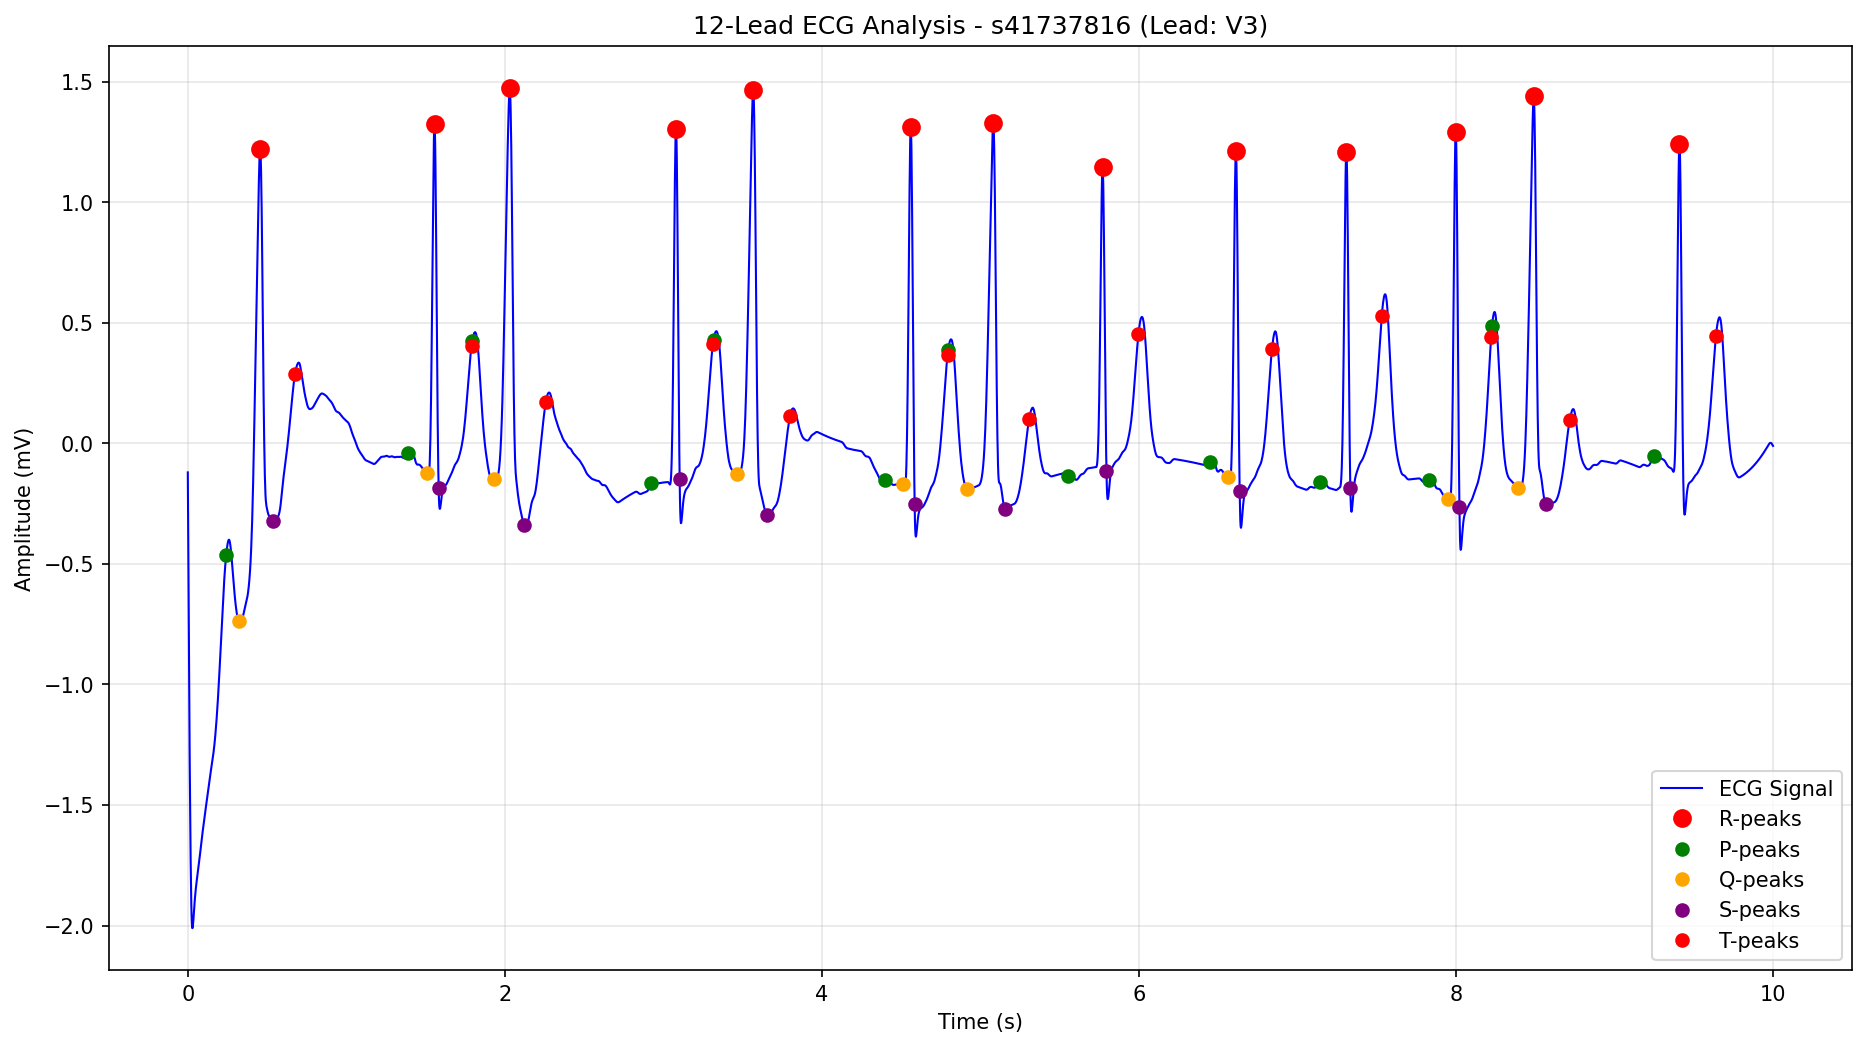 12-Lead ECG Analysis - s41737816 (Lead: V3)
Amplitude (mV)
1.5
1.0
0.5
0.0
−0.5
−1.0
−1.5
−2.0
0 2 4 6 8 10
Time (s)
ECG Signal
R-peaks
P-peaks
Q-peaks
S-peaks
T-peaks